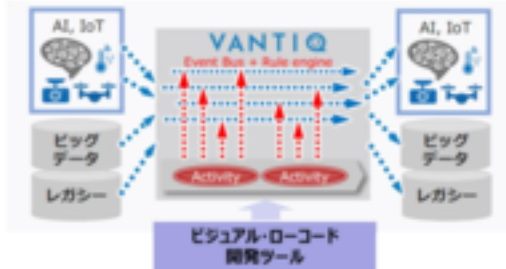 AI, IoT
ビッグ
データ
レガシー
VANTIQ
Event Bus + Rule engine
Activity
Activity
AI, IoT
ビッグ
データ
レガシー
ビジュアル・ローコード
開発ツール